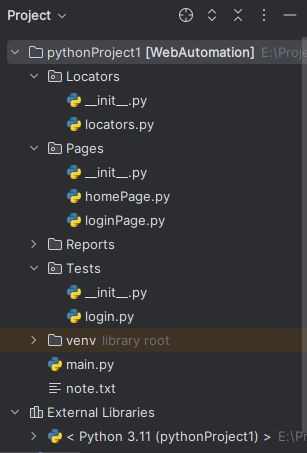 Project
pythonProject1 [WebAutomation] E:\Proj
Locators
__init__.py
locators.py
Pages
__init__.py
homePage.py
loginPage.py
Reports
Tests
__init__.py
login.py
venv library root
main.py
note.txt
External Libraries
< Python 3.11 (pythonProject1) > E:\P